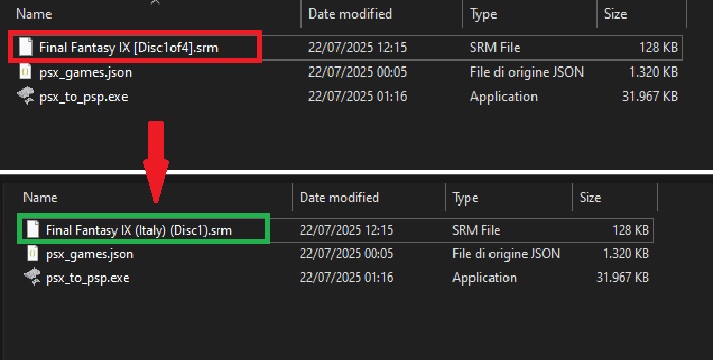 Name Date modified Type Size
Final Fantasy IX [Disc1of4].srm 22/07/2025 12:15 SRM File 128 KB
psx_games.json 22/07/2025 00:05 File di origine JSON 1.320 KB
psx_to_psp.exe 22/07/2025 01:16 Application 31.967 KB
Name Date modified Type Size
Final Fantasy IX (Italy) (Disc1).srm 22/07/2025 12:15 SRM File 128 KB
psx_games.json 22/07/2025 00:05 File di origine JSON 1.320 KB
psx_to_psp.exe 22/07/2025 01:16 Application 31.967 KB